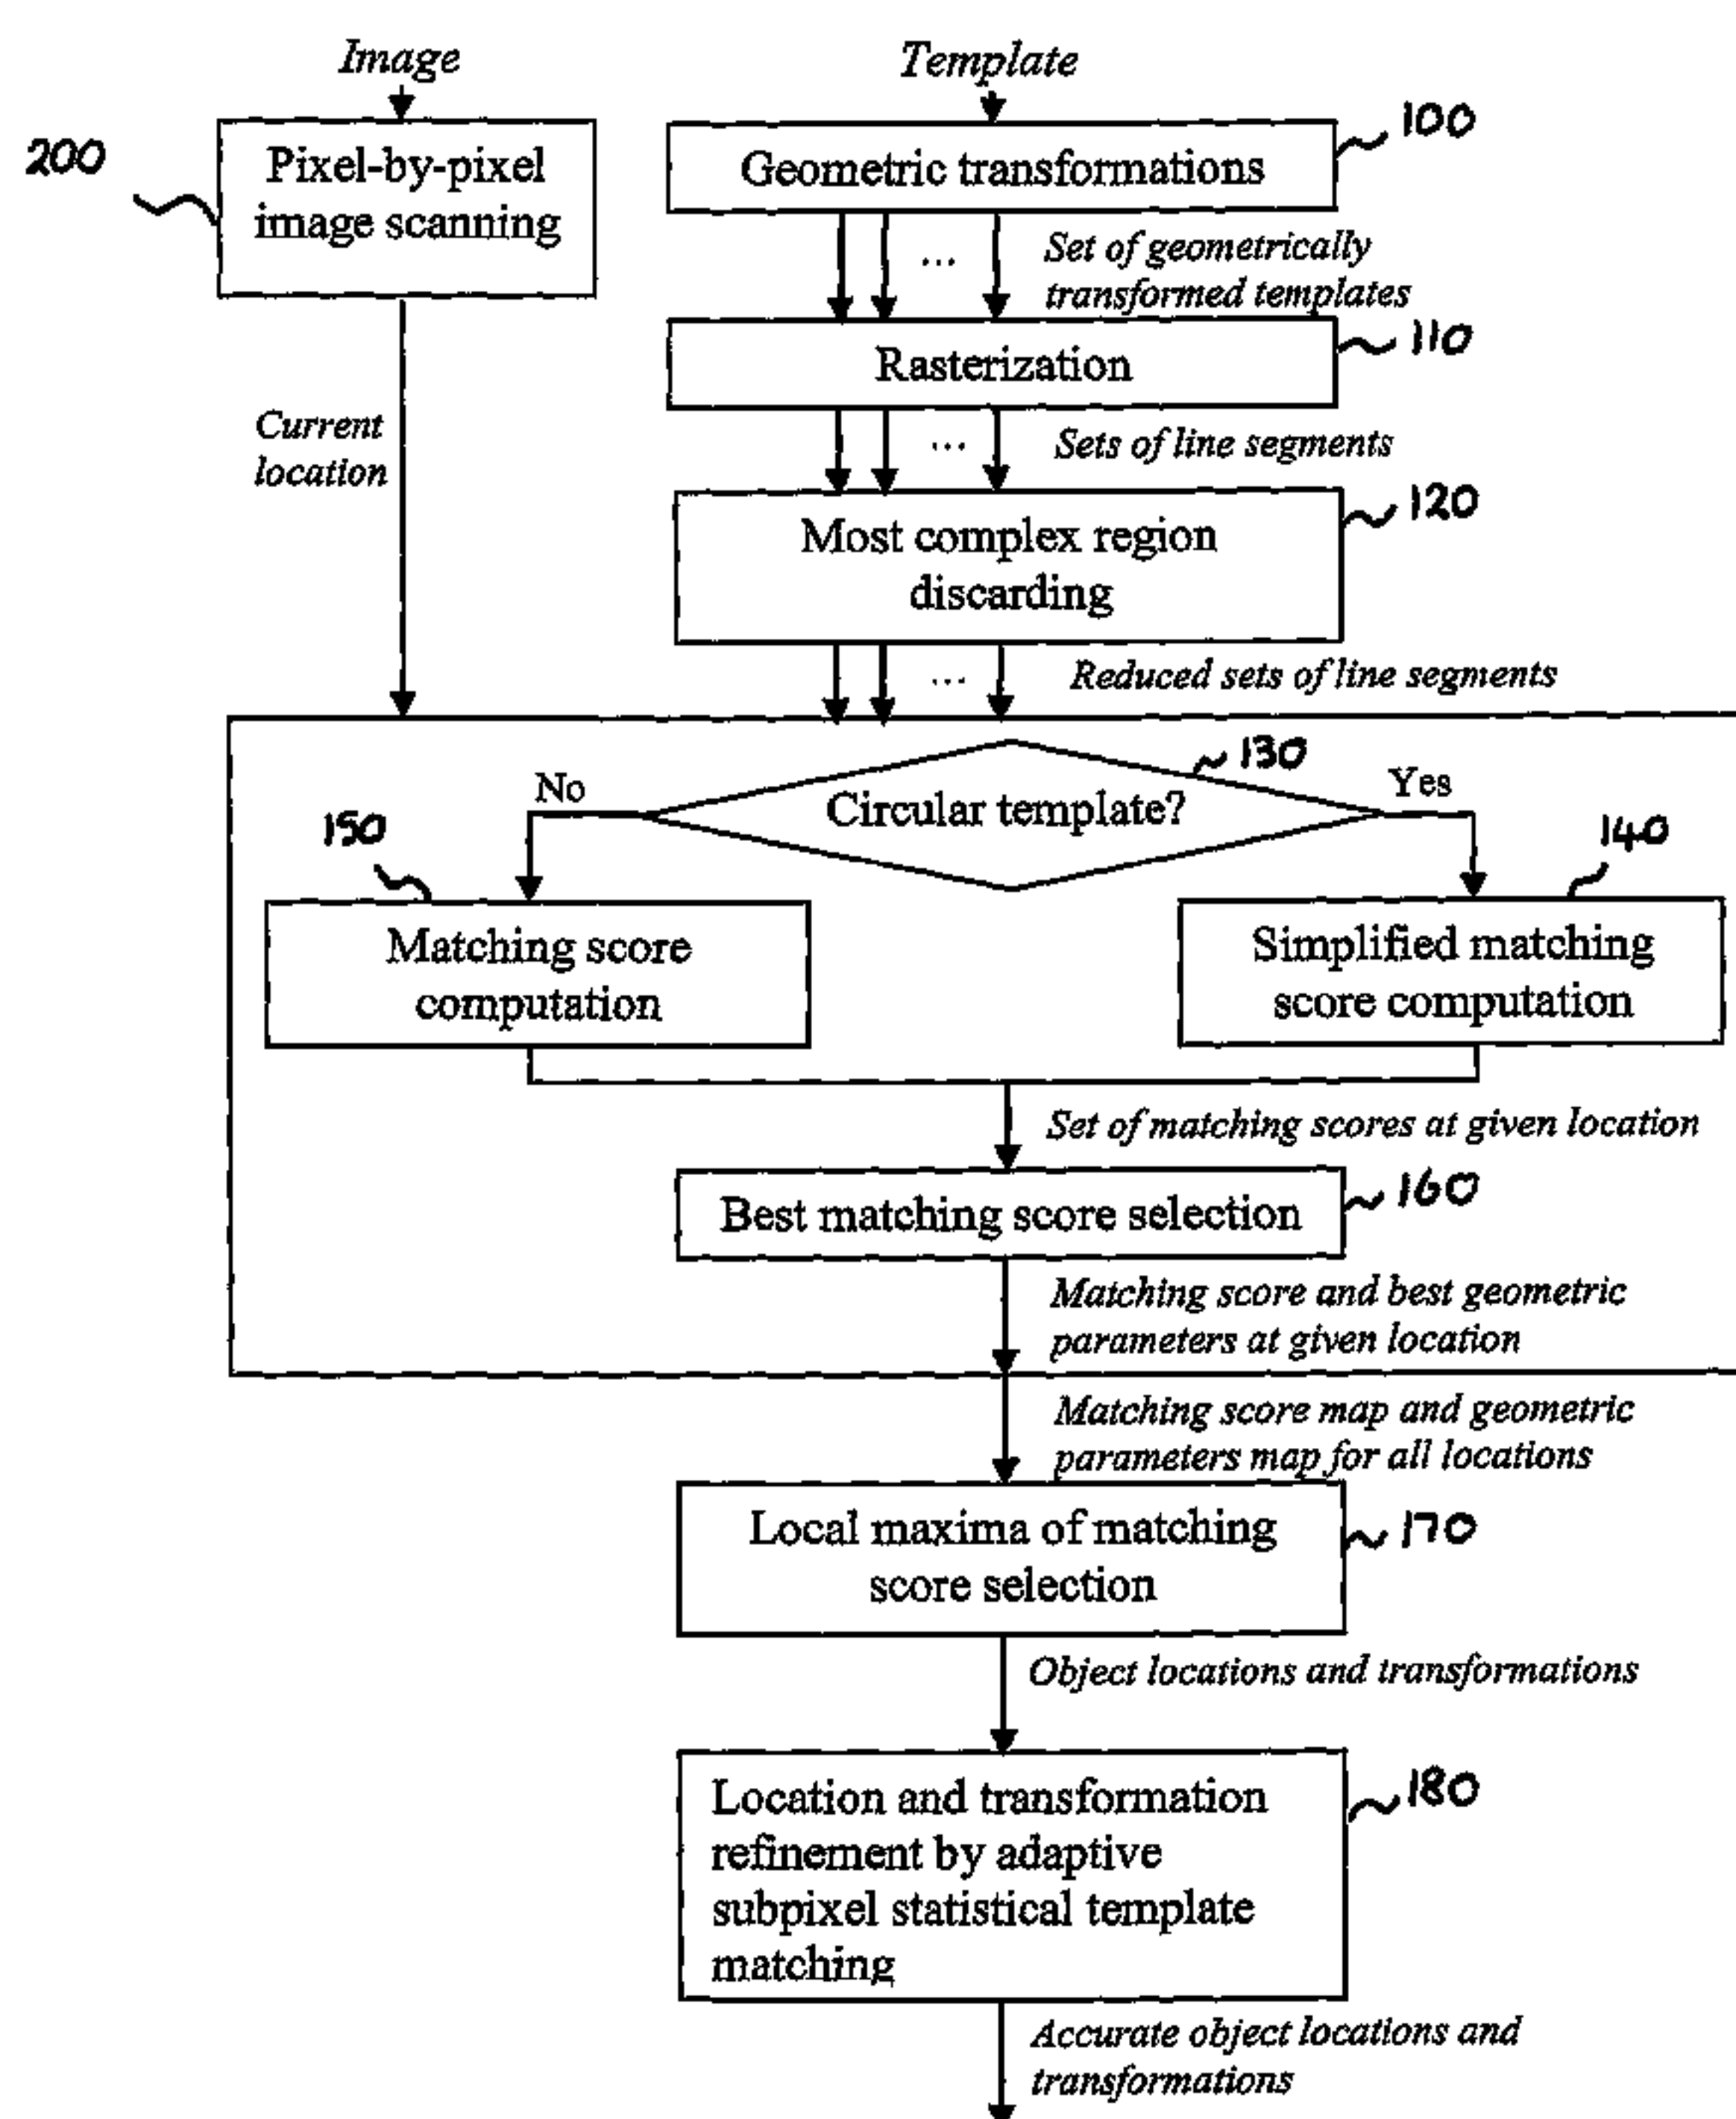 Image
Template
200
Pixel-by-pixel
image scanning
100
Geometric transformations
Set of geometrically
transformed templates
110
Rasterization
Current
location
...
Sets of line segments
120
Most complex region
discarding
...
Reduced sets of line segments
130
No
Circular template?
Yes
150
140
Matching score
computation
Simplified matching
score computation
Set of matching scores at given location
160
Best matching score selection
Matching score and best geometric
parameters at given location
Matching score map and geometric
parameters map for all locations
170
Local maxima of matching
score selection
Object locations and transformations
180
Location and transformation
refinement by adaptive
subpixel statistical template
matching
Accurate object locations and
transformations